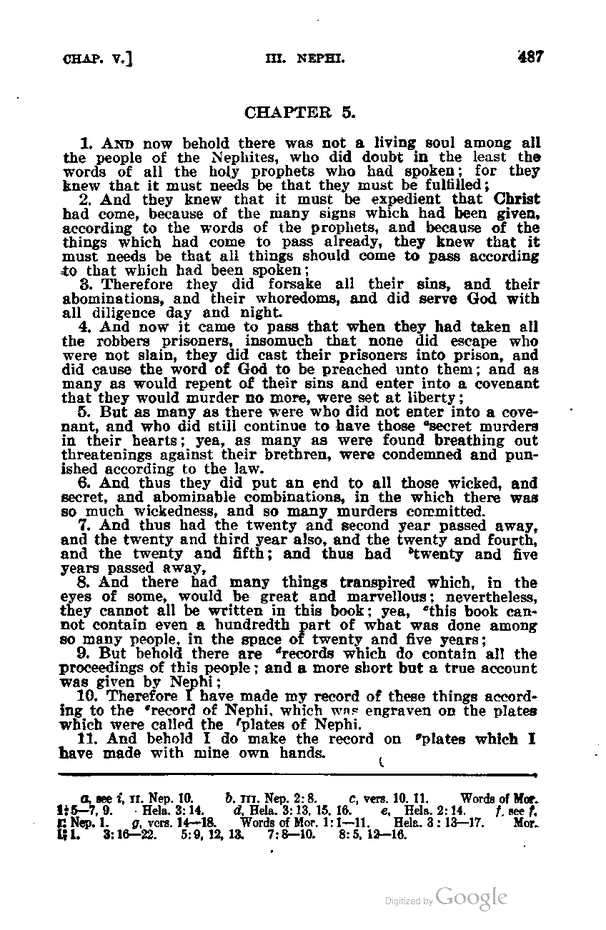 CHAP. V.] III. NEPHI. 487
CHAPTER 5.
1. AND now behold there was not a living soul among all
the people of the Nephites, who did doubt in the least the
words of all the holy prophets who had spoken; for they
knew that it must needs be that they must be fulfilled;
2. And they knew that it must be expedient that Christ
had come, because of the many signs which had been given,
according to the words of the prophets, and because of the
things which had come to pass already, they knew that it
must needs be that all things should come to pass according
to that which had been spoken;
3. Therefore they did forsake all their sins, and their
abominations, and their whoredoms, and did serve God with
all diligence day and night.
4. And now it came to pass that when they had taken all
the robbers prisoners, insomuch that none did escape who
were not slain, they did cast their prisoners into prison, and
did cause the word of God to be preached unto them; and as
many as would repent of their sins and enter into a covenant
that they would murder no more, were set at liberty;
5. But as many as there were who did not enter into a cove-
nant, and who did still continue to have those ᵃsecret murders
in their hearts; yea, as many as were found breathing out
threatenings against their brethren, were condemned and pun-
ished according to the law.
6. And thus they did put an end to all those wicked, and
secret, and abominable combinations, in the which there was
so much wickedness, and so many murders committed.
7. And thus had the twenty and second year passed away,
and the twenty and third year also, and the twenty and fourth,
and the twenty and fifth; and thus had ᵇtwenty and five
years passed away,
8. And there had many things transpired which, in the
eyes of some, would be great and marvellous; nevertheless,
they cannot all be written in this book; yea, ᶜthis book can-
not contain even a hundredth part of what was done among
so many people, in the space of twenty and five years;
9. But behold there are ᵈrecords which do contain all the
proceedings of this people; and a more short but a true account
was given by Nephi;
10. Therefore I have made my record of these things accord-
ing to the ᵉrecord of Nephi, which was engraven on the plates
which were called the ᶠplates of Nephi.
11. And behold I do make the record on ᵍplates which I
have made with mine own hands.
a, see i, II. Nep. 10. b. III. Nep. 2: 8. c, vers. 10. 11. Words of Mor.
1: 5—7, 9. Hela. 3: 14. d, Hela. 3: 13, 15, 16. e, Hela. 2: 14. f. see f,
I. Nep. 1. g, vers. 14—18. Words of Mor. 1: 1—11. Hela. 3: 13—17. Mor.
1: 1. 3: 16—22. 5: 9, 12, 13. 7: 8—10. 8: 5, 12—16.
Digitized by Google